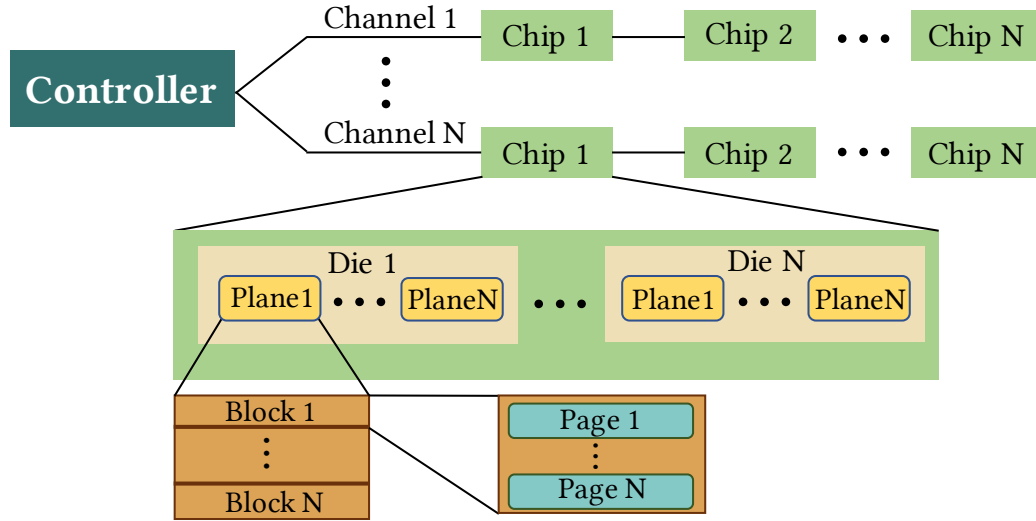 Channel 1
Chip 1
Chip 2
Chip N
Controller
Channel N
Chip 1
Chip 2
Chip N
Die 1
Die N
Plane1
PlaneN
Plane1
PlaneN
Block 1
Block N
Page 1
Page N